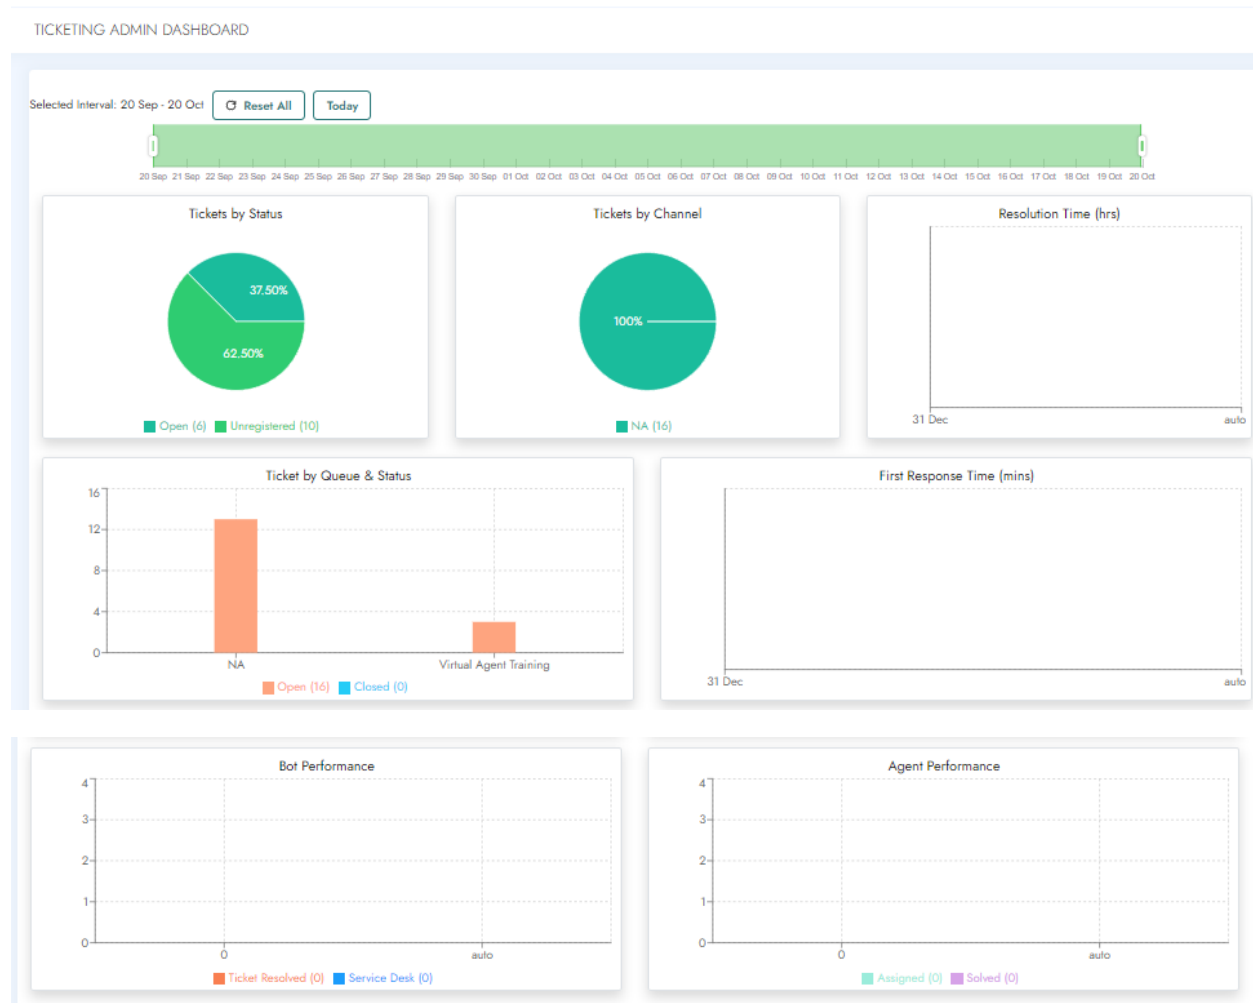 TICKETING ADMIN DASHBOARD
Selected Interval: 20 Sep - 20 Oct Reset All Today
20 Sep 21 Sep 22 Sep 23 Sep 24 Sep 25 Sep 26 Sep 27 Sep 28 Sep 29 Sep 30 Sep 01 Oct 02 Oct 03 Oct 04 Oct 05 Oct 06 Oct 07 Oct 08 Oct 09 Oct 10 Oct 11 Oct 12 Oct 13 Oct 14 Oct 15 Oct 16 Oct 17 Oct 18 Oct 19 Oct 20 Oct
Tickets by Status
37.50%
62.50%
Open (6) Unregistered (10)
Tickets by Channel
100%
NA (16)
Resolution Time (hrs)
31 Dec auto
Ticket by Queue & Status
16
12
8
4
0
NA Virtual Agent Training
Open (16) Closed (0)
First Response Time (mins)
31 Dec auto
Bot Performance
4
3
2
1
0
0 auto
Ticket Resolved (0) Service Desk (0)
Agent Performance
4
3
2
1
0
0 auto
Assigned (0) Solved (0)